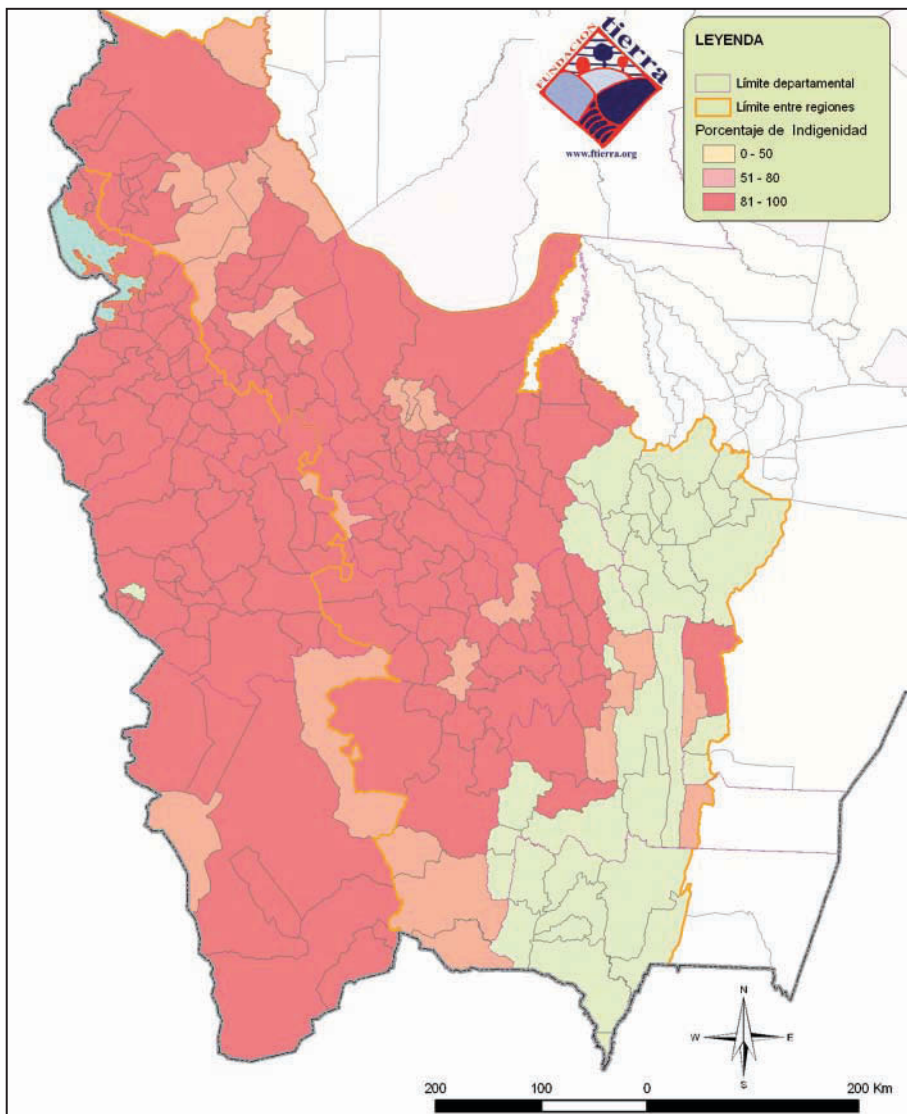 FUNDACION
tierra
www.ftierra.org
LEYENDA
Límite departamental
Límite entre regiones
Porcentaje de Indigenidad
0 - 50
51 - 80
81 - 100
N
W
E
S
200
100
0
200 Km